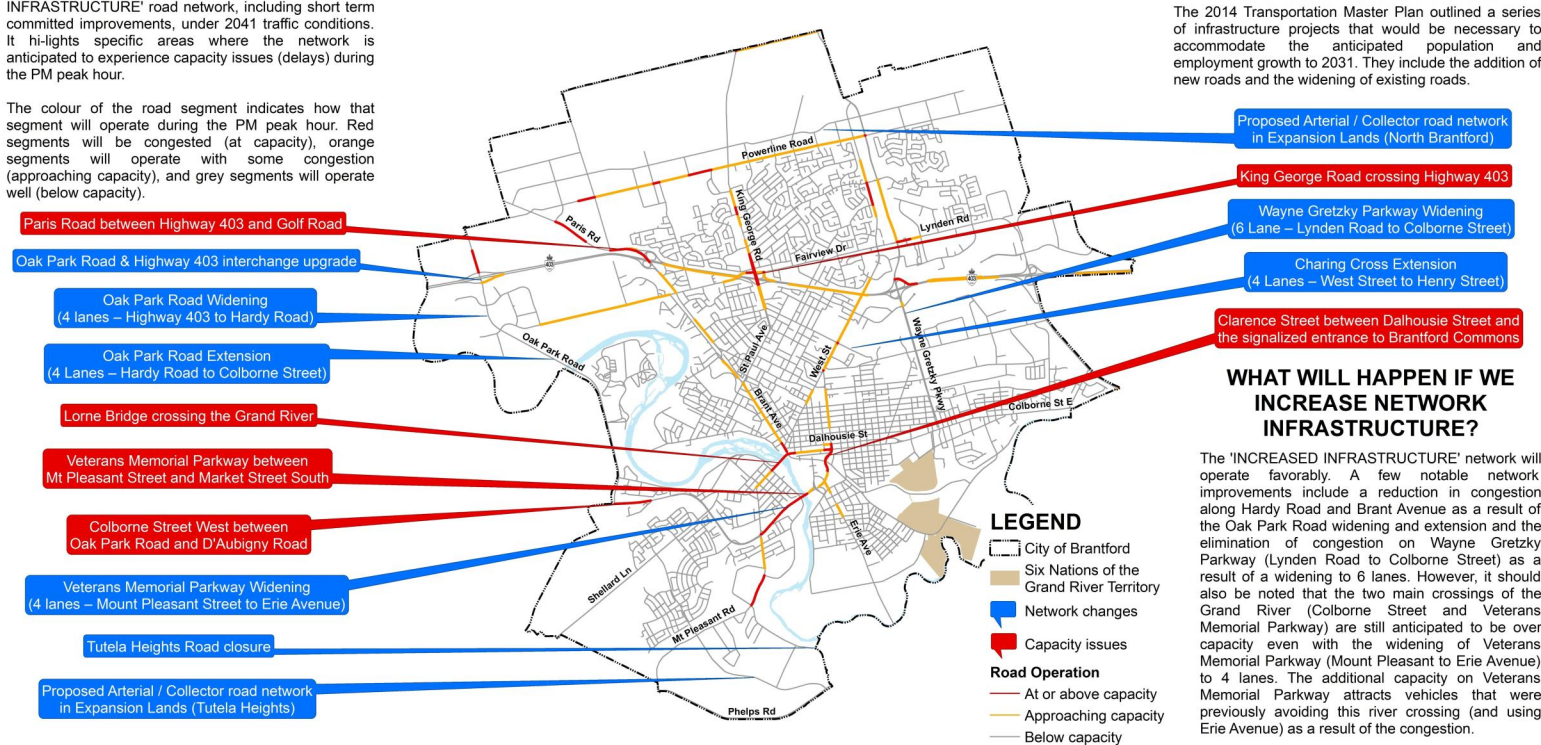 INFRASTRUCTURE' road network, including short term
committed improvements, under 2041 traffic conditions.
It hi-lights specific areas where the network is
anticipated to experience capacity issues (delays) during
the PM peak hour.
The colour of the road segment indicates how that
segment will operate during the PM peak hour. Red
segments will be congested (at capacity), orange
segments will operate with some congestion
(approaching capacity), and grey segments will operate
well (below capacity).
Paris Road between Highway 403 and Golf Road
Oak Park Road & Highway 403 interchange upgrade
Oak Park Road Widening
(4 lanes – Highway 403 to Hardy Road)
Oak Park Road Extension
(4 Lanes – Hardy Road to Colborne Street)
Lorne Bridge crossing the Grand River
Veterans Memorial Parkway between
Mt Pleasant Street and Market Street South
Colborne Street West between
Oak Park Road and D'Aubigny Road
Veterans Memorial Parkway Widening
(4 lanes – Mount Pleasant Street to Erie Avenue)
Tutela Heights Road closure
Proposed Arterial / Collector road network
in Expansion Lands (Tutela Heights)
Powerline Road
King George Rd
Paris Rd
Lynden Rd
Fairview Dr
403
403
Oak Park Road
St Paul Ave
West St
Wayne Gretzky Pkwy
Brant Ave
Colborne St E
Dalhousie St
Erie Ave
Shellard Ln
Mt Pleasant Rd
Phelps Rd
LEGEND
City of Brantford
Six Nations of the
Grand River Territory
Network changes
Capacity issues
Road Operation
At or above capacity
Approaching capacity
Below capacity
The 2014 Transportation Master Plan outlined a series
of infrastructure projects that would be necessary to
accommodate the anticipated population and
employment growth to 2031. They include the addition of
new roads and the widening of existing roads.
Proposed Arterial / Collector road network
in Expansion Lands (North Brantford)
King George Road crossing Highway 403
Wayne Gretzky Parkway Widening
(6 Lane – Lynden Road to Colborne Street)
Charing Cross Extension
(4 Lanes – West Street to Henry Street)
Clarence Street between Dalhousie Street and
the signalized entrance to Brantford Commons
WHAT WILL HAPPEN IF WE
INCREASE NETWORK
INFRASTRUCTURE?
The 'INCREASED INFRASTRUCTURE' network will
operate favorably. A few notable network
improvements include a reduction in congestion
along Hardy Road and Brant Avenue as a result of
the Oak Park Road widening and extension and the
elimination of congestion on Wayne Gretzky
Parkway (Lynden Road to Colborne Street) as a
result of a widening to 6 lanes. However, it should
also be noted that the two main crossings of the
Grand River (Colborne Street and Veterans
Memorial Parkway) are still anticipated to be over
capacity even with the widening of Veterans
Memorial Parkway (Mount Pleasant to Erie Avenue)
to 4 lanes. The additional capacity on Veterans
Memorial Parkway attracts vehicles that were
previously avoiding this river crossing (and using
Erie Avenue) as a result of the congestion.